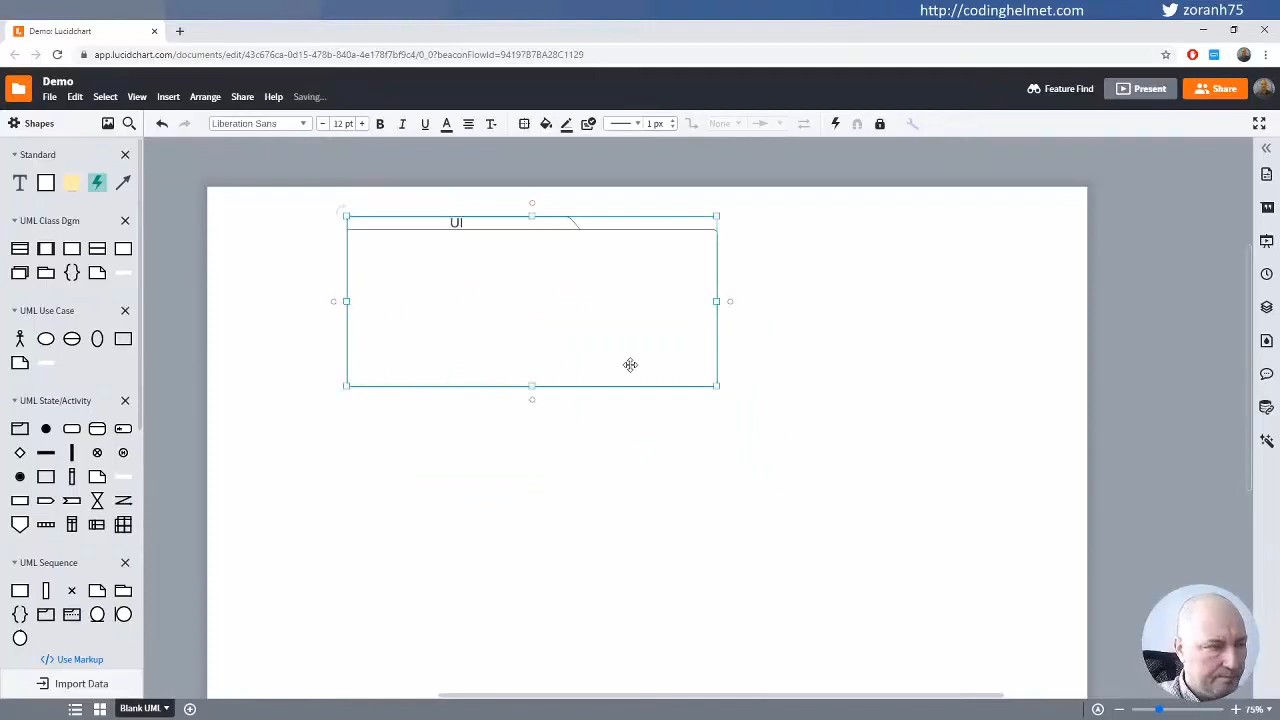 http://codinghelmet.com
zoranh75
Demo: Lucidchart
app.lucidchart.com/documents/edit/43c676ca-0d15-478b-840a-4e178f7bf9c4/0_0?beaconFlowId=94197B7BA28C1129
Demo
File Edit Select View Insert Arrange Share Help Saving...
Feature Find
Present
Share
Shapes
Liberation Sans
12 pt
1 px
None
Standard
UML Class Dgm
UML Use Case
UML State/Activity
UML Sequence
UI
Use Markup
Import Data
Blank UML
75%